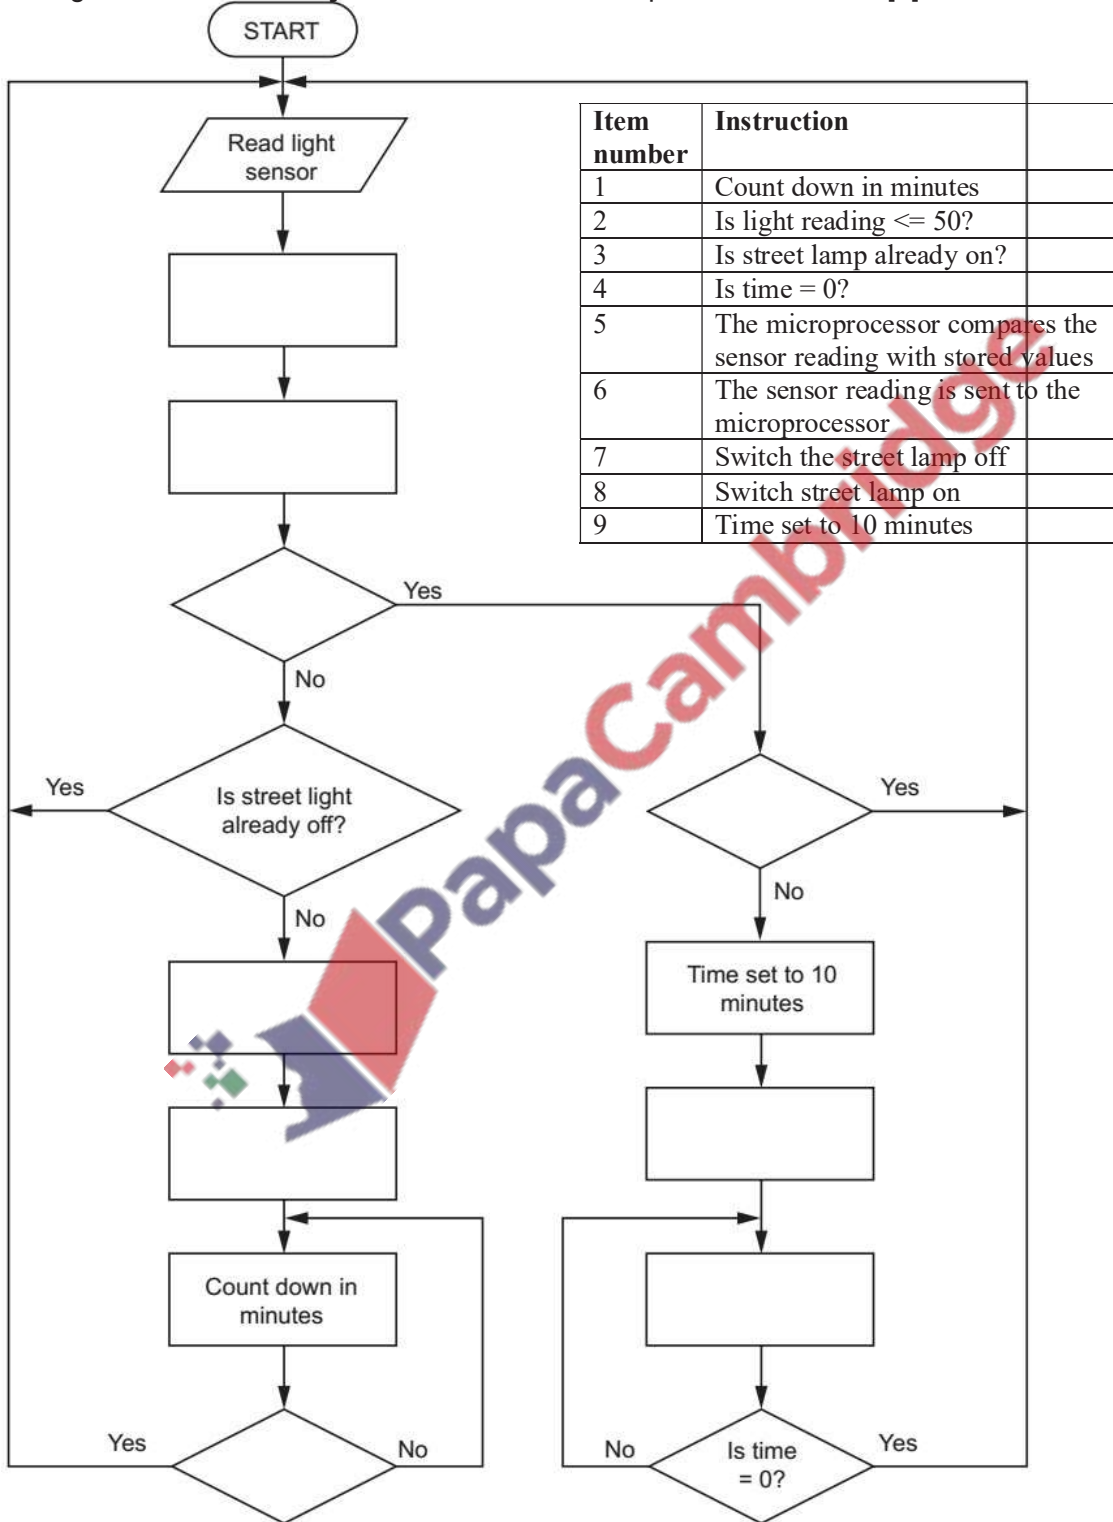 START
Read light
sensor
Item
number
Instruction
1 Count down in minutes
2 Is light reading <= 50?
3 Is street lamp already on?
4 Is time = 0?
5 The microprocessor compares the
sensor reading with stored values
6 The sensor reading is sent to the
microprocessor
7 Switch the street lamp off
8 Switch street lamp on
9 Time set to 10 minutes
Yes
No
Yes
Is street light
already off?
Yes
No
No
Time set to 10
minutes
Count down in
minutes
Yes
No
No
Is time
= 0?
Yes
PapaCambridge